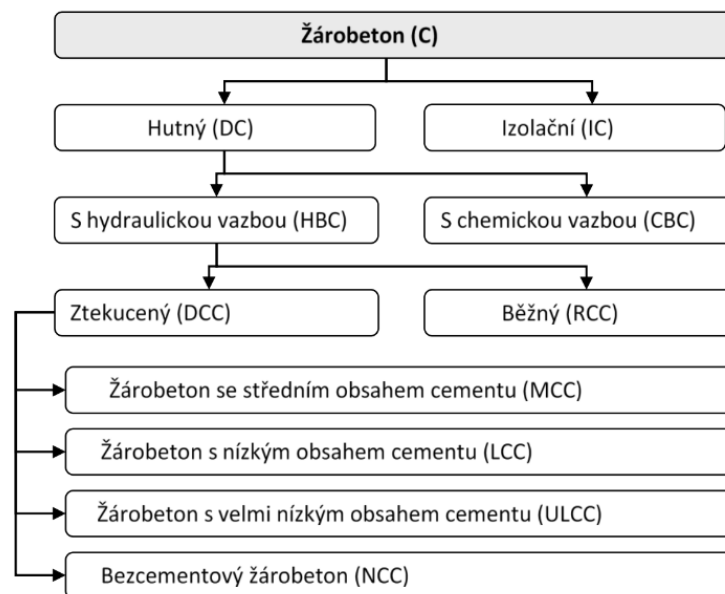 Žárobeton (C)
Hutný (DC)
Izolační (IC)
S hydraulickou vazbou (HBC)
S chemickou vazbou (CBC)
Ztekucený (DCC)
Běžný (RCC)
Žárobeton se středním obsahem cementu (MCC)
Žárobeton s nízkým obsahem cementu (LCC)
Žárobeton s velmi nízkým obsahem cementu (ULCC)
Bezcementový žárobeton (NCC)